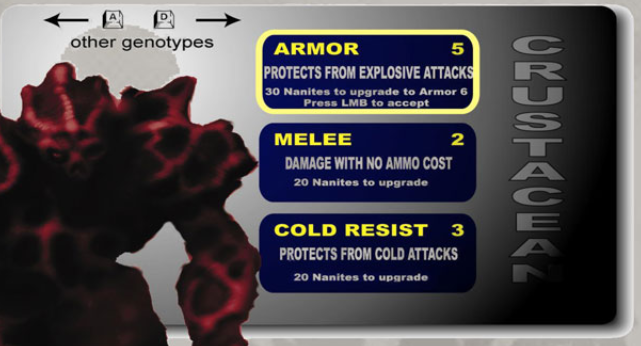 A D
other genotypes
ARMOR 5
PROTECTS FROM EXPLOSIVE ATTACKS
30 Nanites to upgrade to Armor 6
Press LMB to accept
MELEE 2
DAMAGE WITH NO AMMO COST
20 Nanites to upgrade
COLD RESIST 3
PROTECTS FROM COLD ATTACKS
20 Nanites to upgrade
CRUSTACEAN